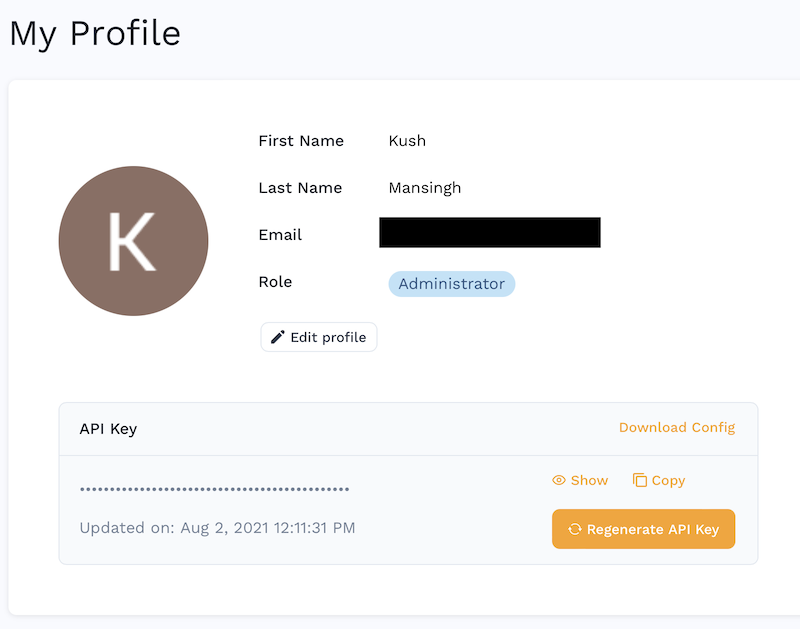 My Profile
First Name Kush
Last Name Mansingh
K
Email
Role Administrator
Edit profile
API Key Download Config
Show Copy
Updated on: Aug 2, 2021 12:11:31 PM
Regenerate API Key